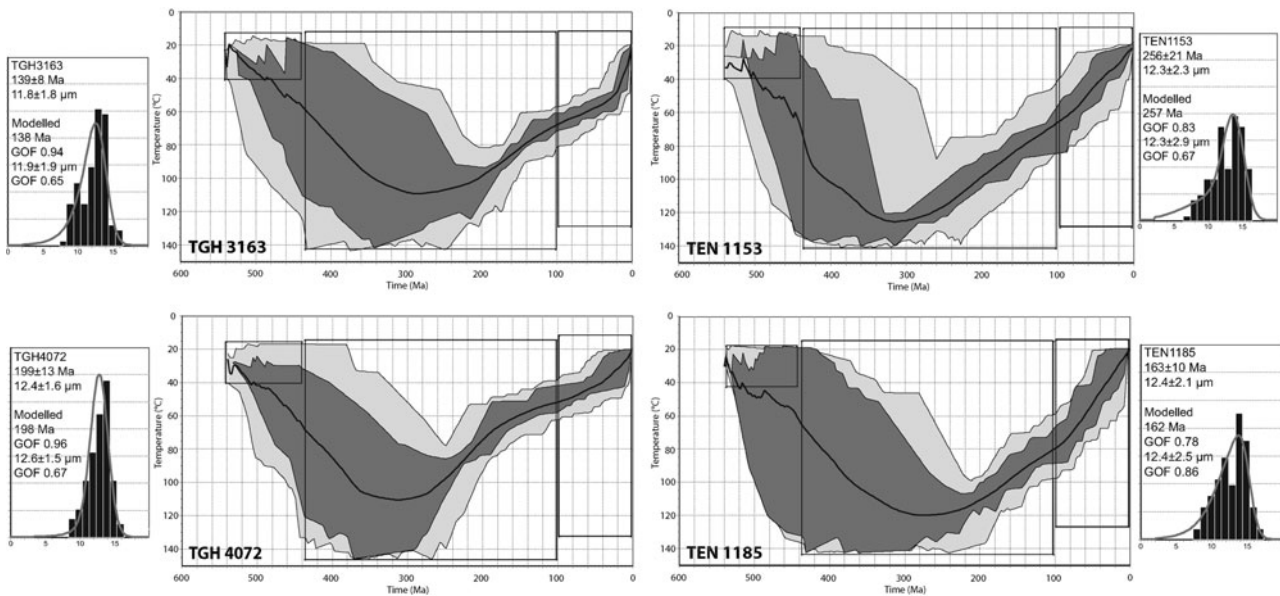 TGH3163
139±8 Ma
11.8±1.8 µm
Modelled
138 Ma
GOF 0.94
11.9±1.9 µm
GOF 0.65
0 5 10 15
Temperature (°C)
0
20
40
60
80
100
120
140
TGH 3163
600 500 400 300 200 100 0
Time (Ma)
Temperature (°C)
0
20
40
60
80
100
120
140
TEN 1153
600 500 400 300 200 100 0
Time (Ma)
TEN1153
256±21 Ma
12.3±2.3 µm
Modelled
257 Ma
GOF 0.83
12.3±2.9 µm
GOF 0.67
0 5 10 15
TGH4072
199±13 Ma
12.4±1.6 µm
Modelled
198 Ma
GOF 0.96
12.6±1.5 µm
GOF 0.67
0 5 10 15
Temperature (°C)
0
20
40
60
80
100
120
140
TGH 4072
600 500 400 300 200 100 0
Time (Ma)
Temperature (°C)
0
20
40
60
80
100
120
140
TEN 1185
600 500 400 300 200 100 0
Time (Ma)
TEN1185
163±10 Ma
12.4±2.1 µm
Modelled
162 Ma
GOF 0.78
12.4±2.5 µm
GOF 0.86
0 5 10 15